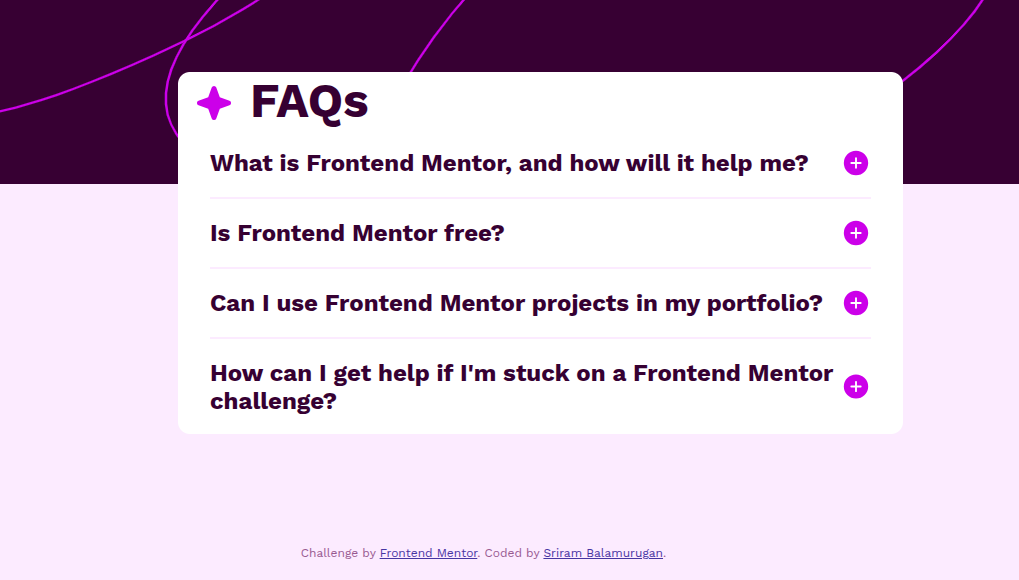 FAQs
What is Frontend Mentor, and how will it help me?
Is Frontend Mentor free?
Can I use Frontend Mentor projects in my portfolio?
How can I get help if I'm stuck on a Frontend Mentor
challenge?
Challenge by Frontend Mentor. Coded by Sriram Balamurugan.